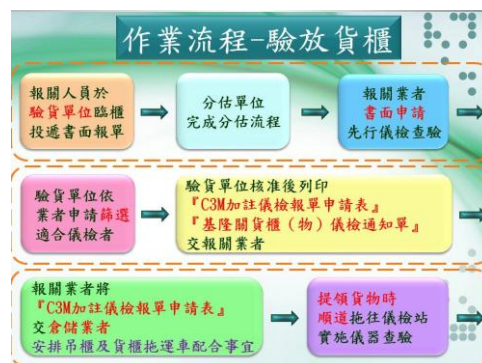 作業流程-驗放貨櫃
報關人員於
驗貨單位臨櫃
投遞書面報單
分估單位
完成分估流程
報關業者
書面申請
先行儀檢查驗
驗貨單位依
業者申請篩選
適合儀檢者
驗貨單位核准後列印
『C3M加註儀檢報單申請表』
『基隆關貨櫃（物）儀檢通知單』
交報關業者
報關業者將
『C3M加註儀檢報單申請表』
交倉儲業者
安排吊櫃及貨櫃拖運車配合事宜
提領貨物時
順道拖往儀檢站
實施儀器查驗